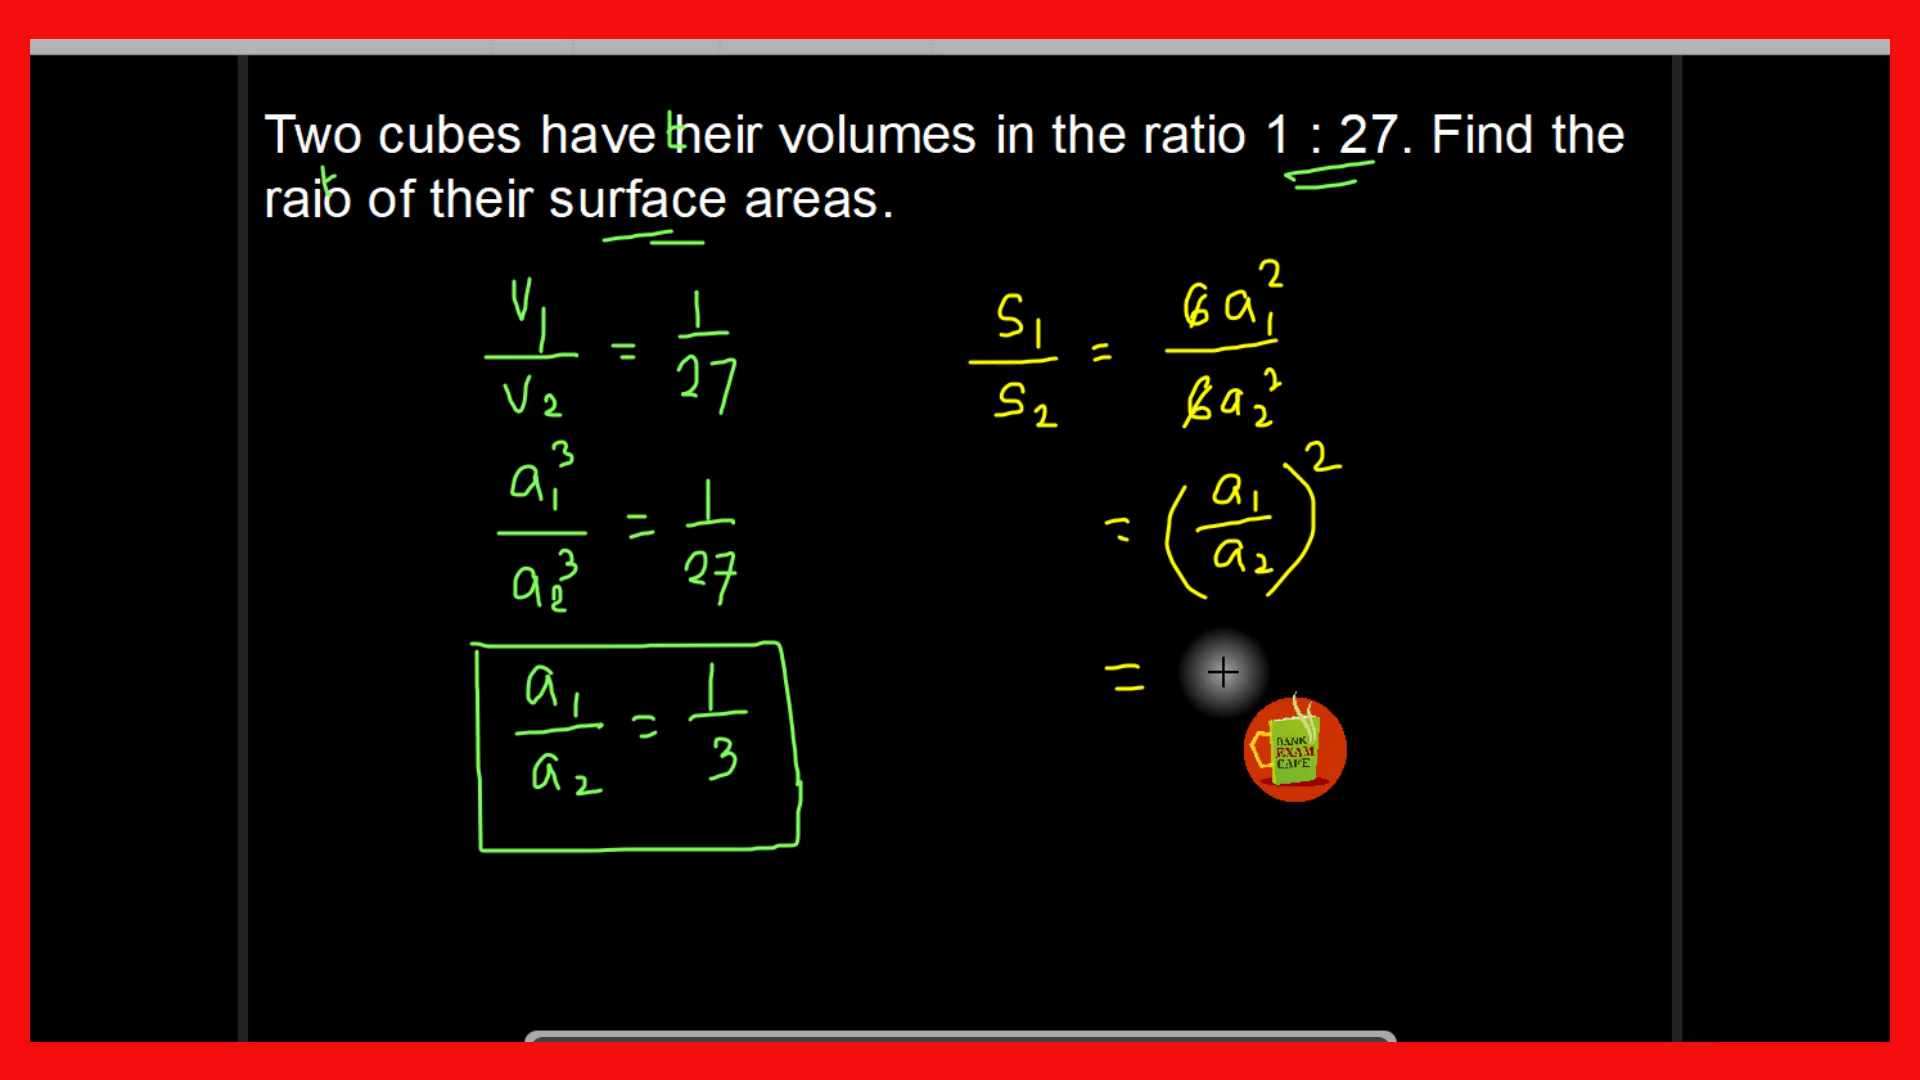 Two cubes have their volumes in the ratio 1 : 27. Find the
raito of their surface areas.
V₁/V₂ = 1/27
a₁³/a₂³ = 1/27
a₁/a₂ = 1/3
S₁/S₂ = 6a₁²/6a₂²
= (a₁/a₂)²
=
BANK
EXAM
CAFE